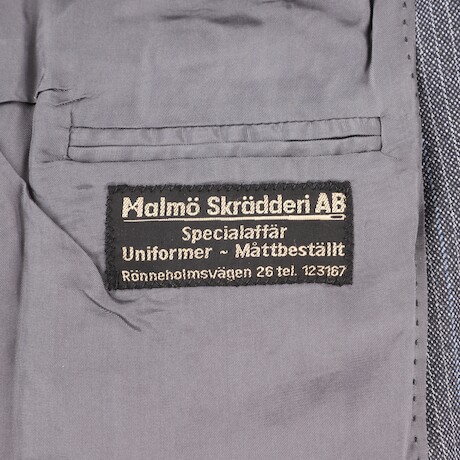 Malmö Skrädderi AB
Specialaffär
Uniformer ~ Måttbeställt
Rönneholmsvägen 26 tel. 123167